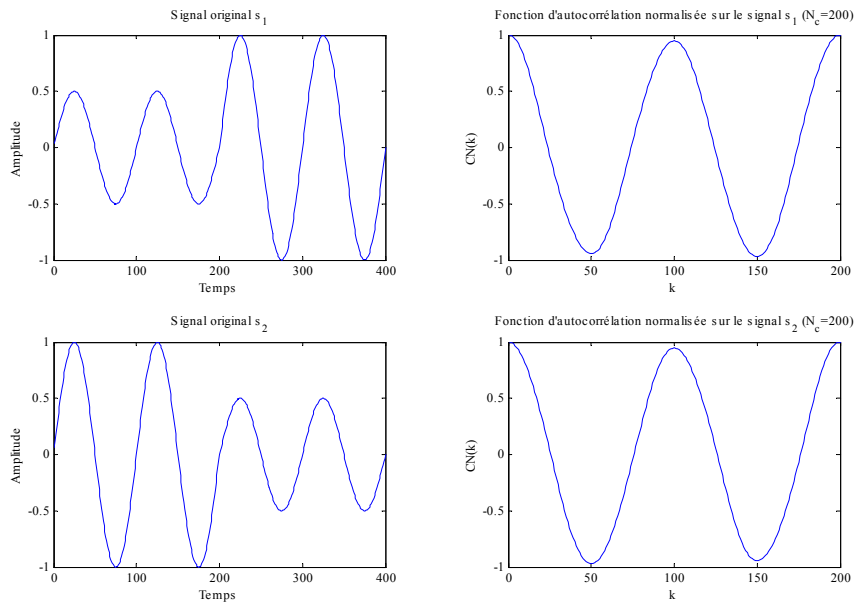 Signal original s1
1
0.5
0
-0.5
-1
Amplitude
0 100 200 300 400
Temps
Fonction d'autocorrélation normalisée sur le signal s1 (Nc=200)
1
0.5
0
-0.5
-1
CN(k)
0 50 100 150 200
k
Signal original s2
1
0.5
0
-0.5
-1
Amplitude
0 100 200 300 400
Temps
Fonction d'autocorrélation normalisée sur le signal s2 (Nc=200)
1
0.5
0
-0.5
-1
CN(k)
0 50 100 150 200
k